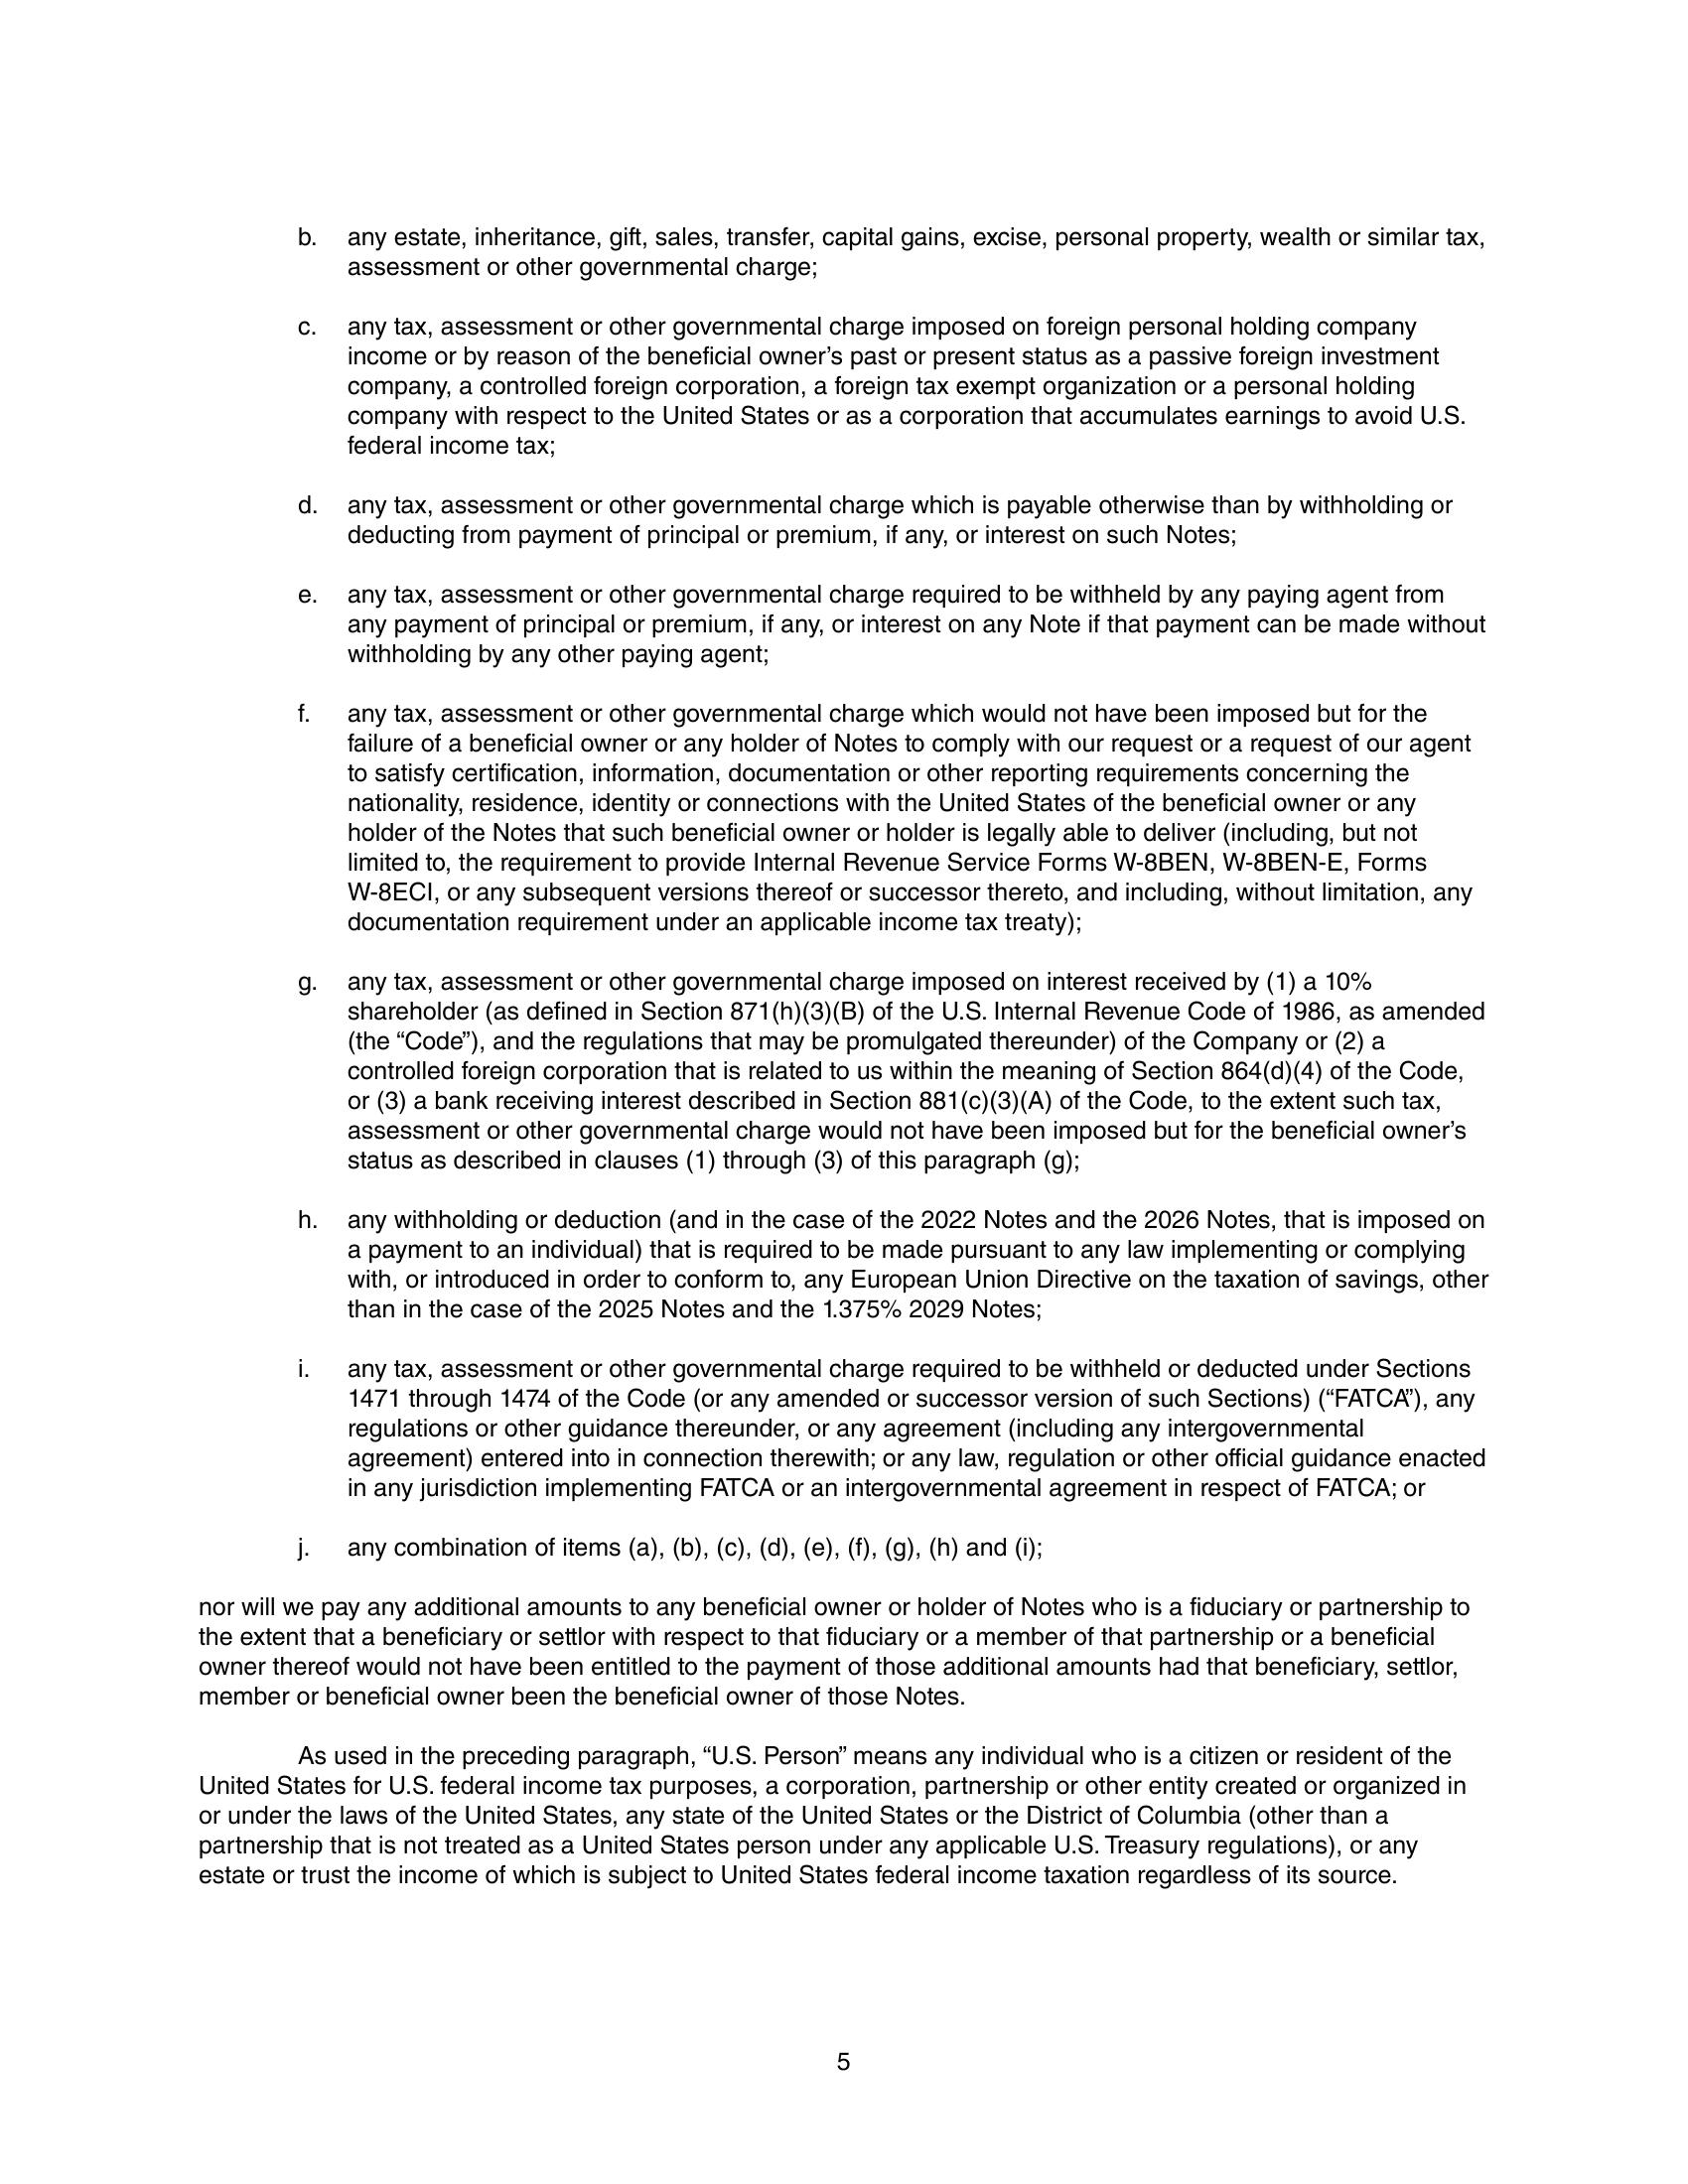 b. any estate, inheritance, gift, sales, transfer, capital gains, excise, personal property, wealth or similar tax,
assessment or other governmental charge;
c. any tax, assessment or other governmental charge imposed on foreign personal holding company
income or by reason of the beneficial owner’s past or present status as a passive foreign investment
company, a controlled foreign corporation, a foreign tax exempt organization or a personal holding
company with respect to the United States or as a corporation that accumulates earnings to avoid U.S.
federal income tax;
d. any tax, assessment or other governmental charge which is payable otherwise than by withholding or
deducting from payment of principal or premium, if any, or interest on such Notes;
e. any tax, assessment or other governmental charge required to be withheld by any paying agent from
any payment of principal or premium, if any, or interest on any Note if that payment can be made without
withholding by any other paying agent;
f. any tax, assessment or other governmental charge which would not have been imposed but for the
failure of a beneficial owner or any holder of Notes to comply with our request or a request of our agent
to satisfy certification, information, documentation or other reporting requirements concerning the
nationality, residence, identity or connections with the United States of the beneficial owner or any
holder of the Notes that such beneficial owner or holder is legally able to deliver (including, but not
limited to, the requirement to provide Internal Revenue Service Forms W-8BEN, W-8BEN-E, Forms
W-8ECI, or any subsequent versions thereof or successor thereto, and including, without limitation, any
documentation requirement under an applicable income tax treaty);
g. any tax, assessment or other governmental charge imposed on interest received by (1) a 10%
shareholder (as defined in Section 871(h)(3)(B) of the U.S. Internal Revenue Code of 1986, as amended
(the “Code”), and the regulations that may be promulgated thereunder) of the Company or (2) a
controlled foreign corporation that is related to us within the meaning of Section 864(d)(4) of the Code,
or (3) a bank receiving interest described in Section 881(c)(3)(A) of the Code, to the extent such tax,
assessment or other governmental charge would not have been imposed but for the beneficial owner’s
status as described in clauses (1) through (3) of this paragraph (g);
h. any withholding or deduction (and in the case of the 2022 Notes and the 2026 Notes, that is imposed on
a payment to an individual) that is required to be made pursuant to any law implementing or complying
with, or introduced in order to conform to, any European Union Directive on the taxation of savings, other
than in the case of the 2025 Notes and the 1.375% 2029 Notes;
i. any tax, assessment or other governmental charge required to be withheld or deducted under Sections
1471 through 1474 of the Code (or any amended or successor version of such Sections) (“FATCA”), any
regulations or other guidance thereunder, or any agreement (including any intergovernmental
agreement) entered into in connection therewith; or any law, regulation or other official guidance enacted
in any jurisdiction implementing FATCA or an intergovernmental agreement in respect of FATCA; or
j. any combination of items (a), (b), (c), (d), (e), (f), (g), (h) and (i);
nor will we pay any additional amounts to any beneficial owner or holder of Notes who is a fiduciary or partnership to
the extent that a beneficiary or settlor with respect to that fiduciary or a member of that partnership or a beneficial
owner thereof would not have been entitled to the payment of those additional amounts had that beneficiary, settlor,
member or beneficial owner been the beneficial owner of those Notes.
As used in the preceding paragraph, “U.S. Person” means any individual who is a citizen or resident of the
United States for U.S. federal income tax purposes, a corporation, partnership or other entity created or organized in
or under the laws of the United States, any state of the United States or the District of Columbia (other than a
partnership that is not treated as a United States person under any applicable U.S. Treasury regulations), or any
estate or trust the income of which is subject to United States federal income taxation regardless of its source.
5